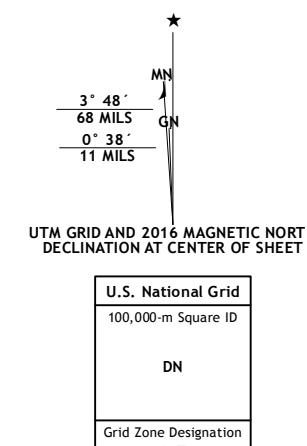 MN
3° 48´
68 MILS
GN
0° 38´
11 MILS
UTM GRID AND 2016 MAGNETIC NORT
DECLINATION AT CENTER OF SHEET
U.S. National Grid
100,000-m Square ID
DN
Grid Zone Designation